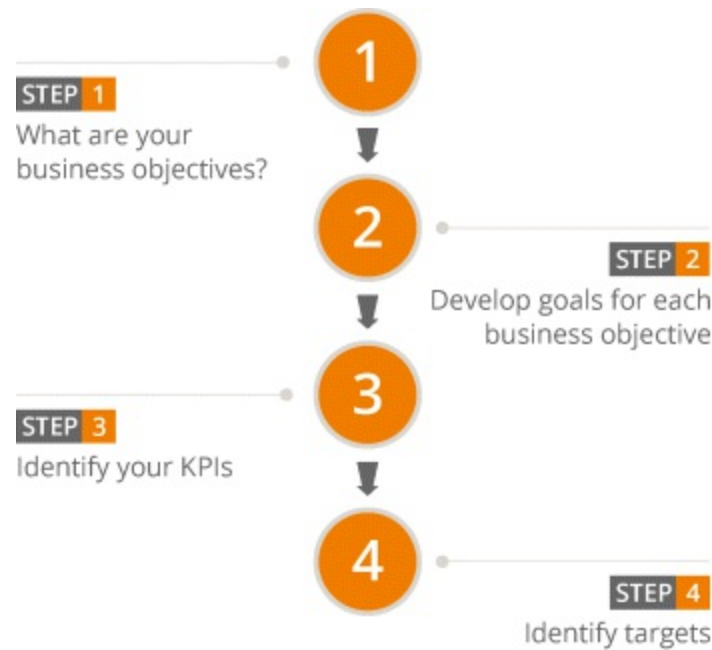 1
STEP 1
What are your
business objectives?
2
STEP 2
Develop goals for each
business objective
3
STEP 3
Identify your KPIs
4
STEP 4
Identify targets